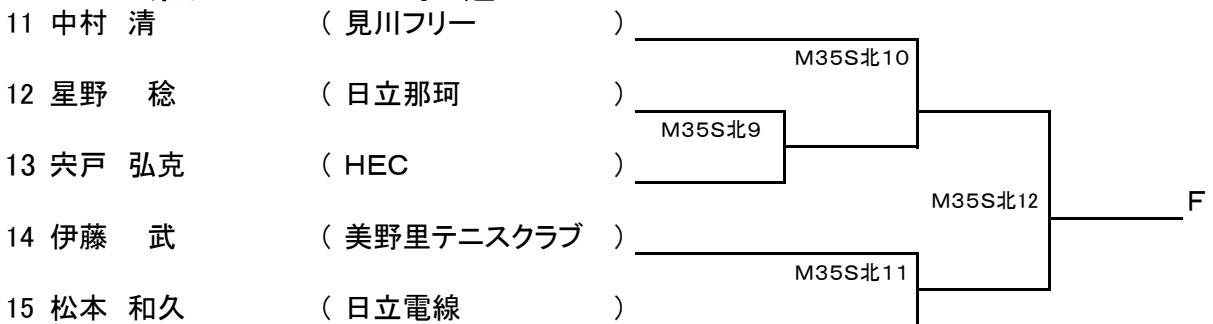 11 中村 清 ( 見川フリー )
M35S北10
12 星野 稔 ( 日立那珂 )
M35S北9
13 宍戸 弘克 ( HEC )
M35S北12 F
14 伊藤 武 ( 美野里テニスクラブ )
M35S北11
15 松本 和久 ( 日立電線 )